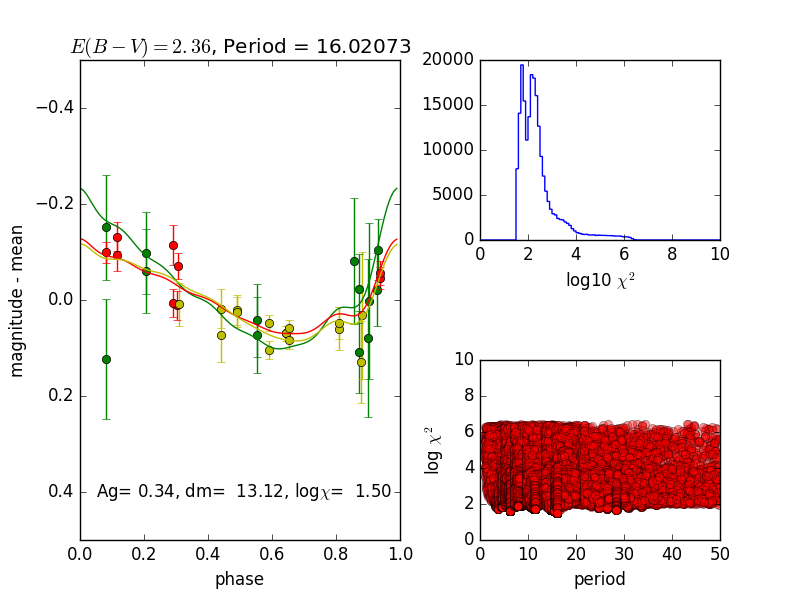 E(B − V) = 2.36, Period = 16.02073
−0.4
−0.2
0.0
0.2
0.4
magnitude - mean
Ag= 0.34, dm= 13.12, logχ= 1.50
0.0 0.2 0.4 0.6 0.8 1.0
phase
20000
15000
10000
5000
0
0 2 4 6 8 10
log10 χ²
10
8
6
4
2
0
log χ²
0 10 20 30 40 50
period